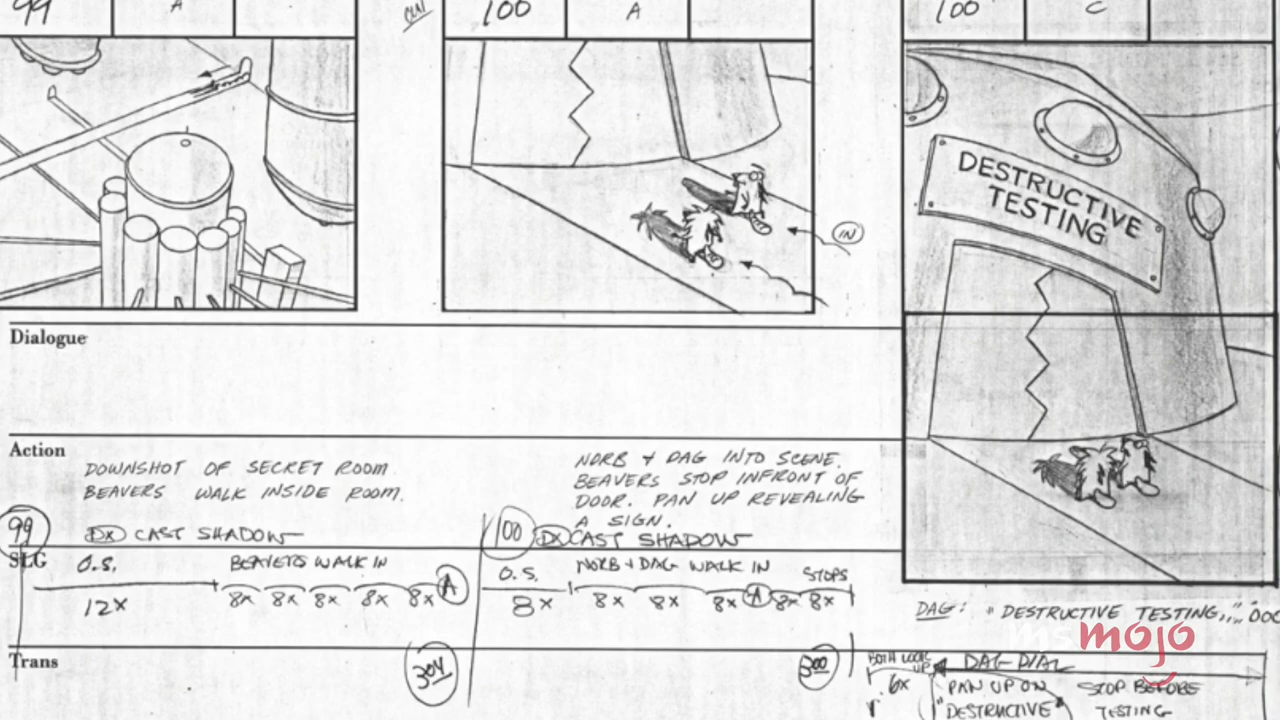 99
A
100
A
100
C
IN
DESTRUCTIVE
TESTING
Dialogue
Action
DOWNSHOT OF SECRET ROOM
BEAVERS WALK INSIDE ROOM.
NORB + DAG INTO SCENE.
BEAVERS STOP INFRONT OF
DOOR. PAN UP REVEALING
A SIGN.
99
DX CAST SHADOW
100
DX CAST SHADOW
SLG
O.S.
BEAVERS WALK IN
A
12X
8X 8X 8X 8X 8X
O.S.
NORB + DAG WALK IN
STOPS
8X
8X 8X 8X A 8X 8X
DAG: "DESTRUCTIVE TESTING..."
msmojo
Trans
BOTH LOOK
UP
6X
DAG DIAL
PAN UP ON
"DESTRUCTIVE"
STOP BEFORE
TESTING